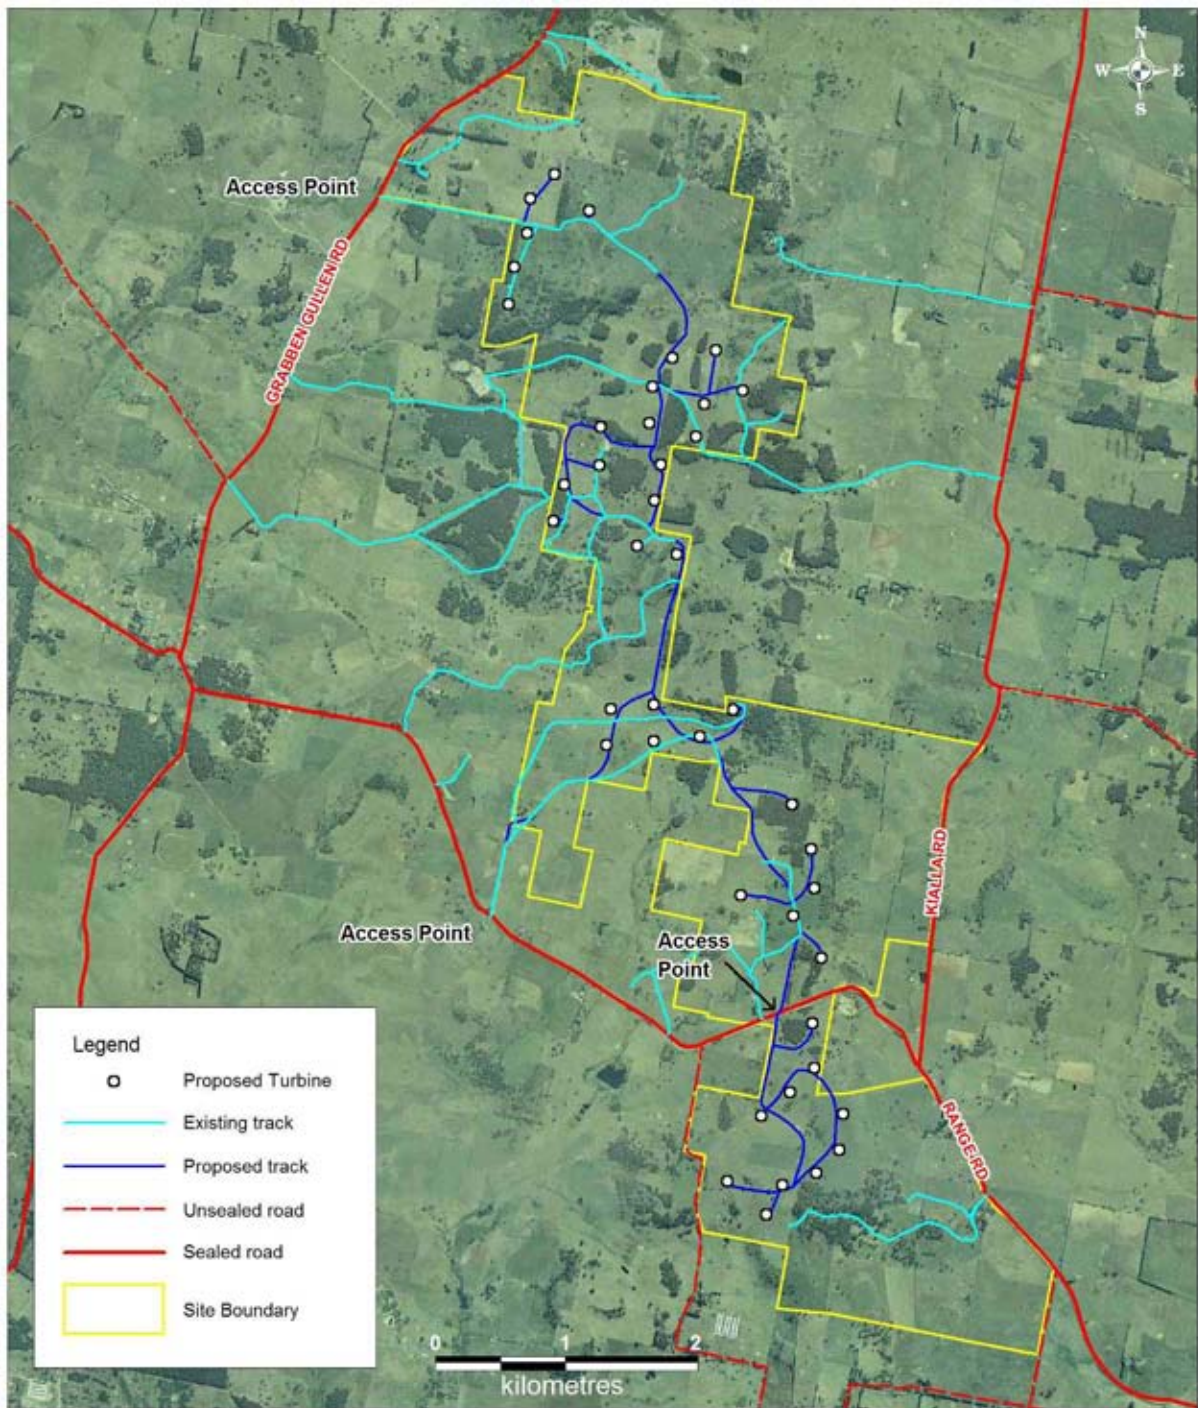 N
W E
S
Access Point
GRABBEN GULLEN RD
KIALLA RD
Access Point
Access
Point
RANGE RD
Legend
Proposed Turbine
Existing track
Proposed track
Unsealed road
Sealed road
Site Boundary
0 1 2
kilometres